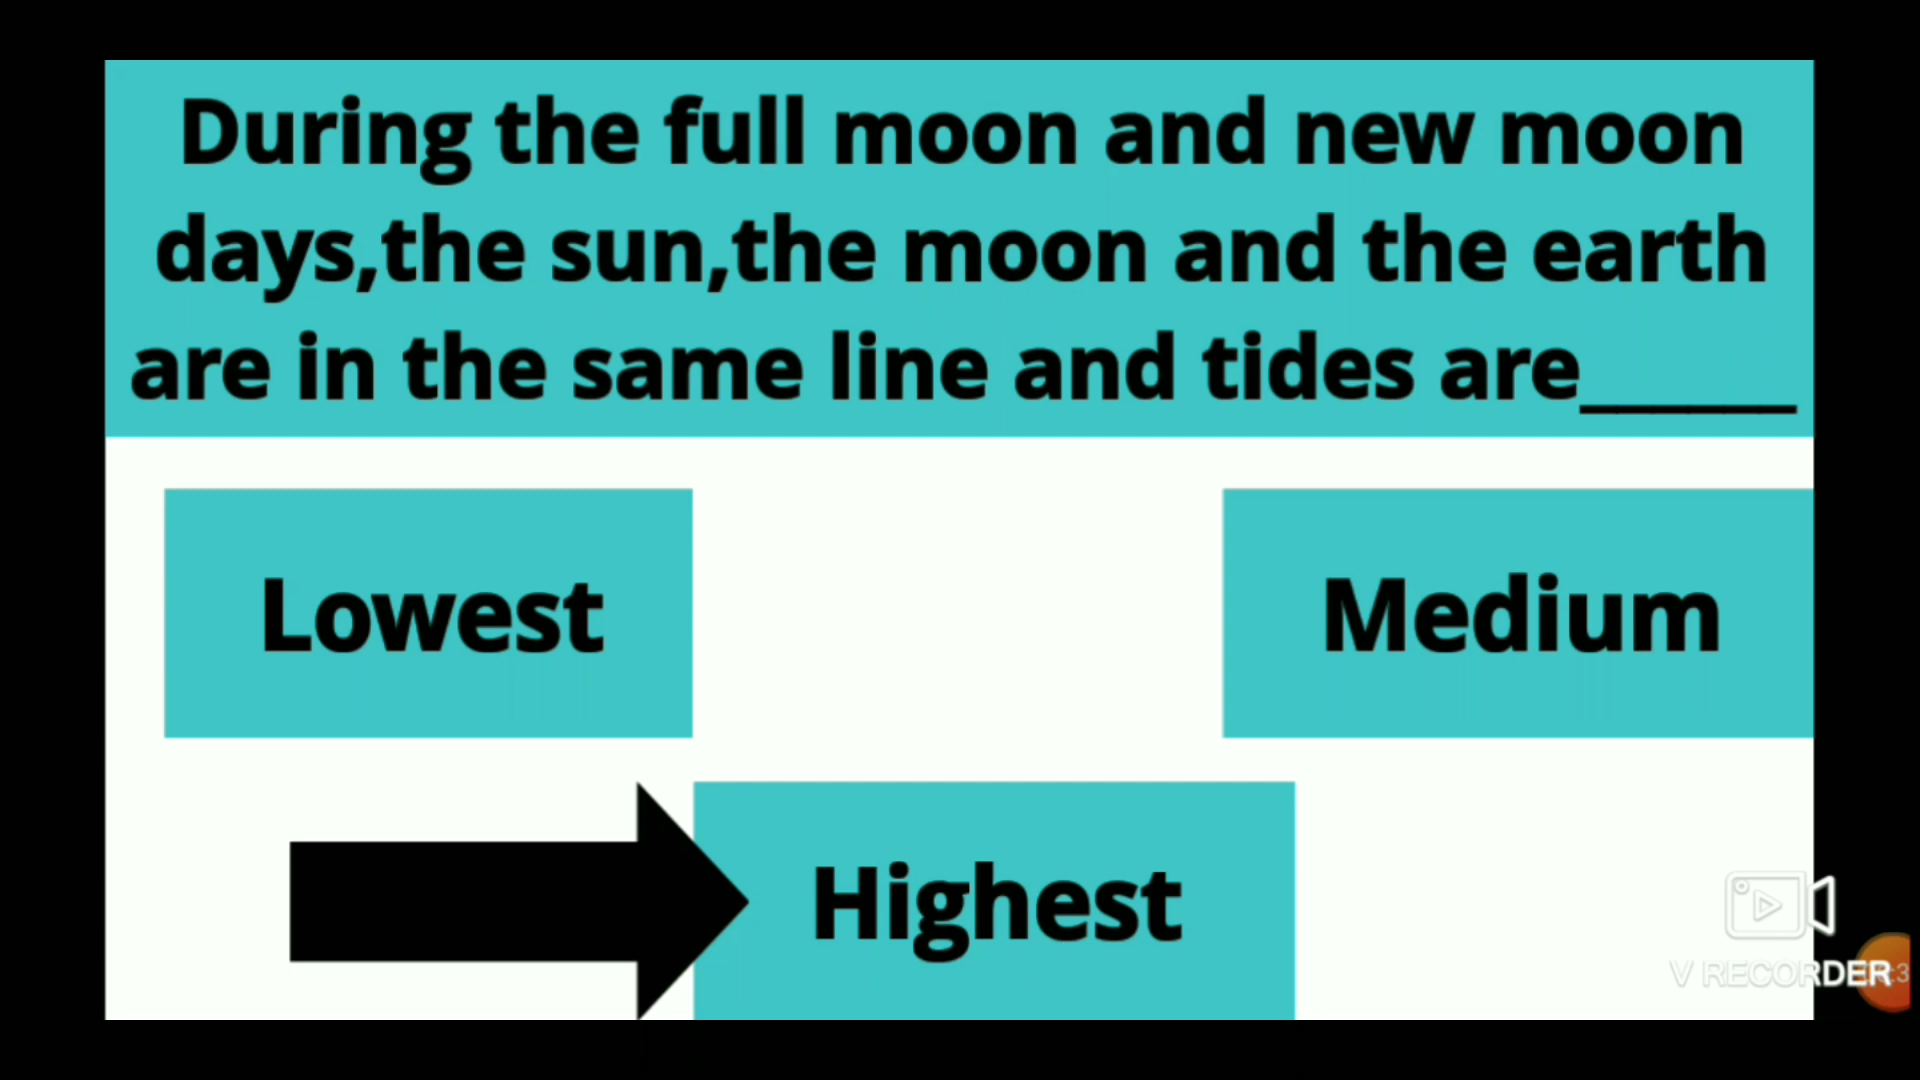 During the full moon and new moon
days,the sun,the moon and the earth
are in the same line and tides are______
Lowest
Medium
Highest
V RECORDER